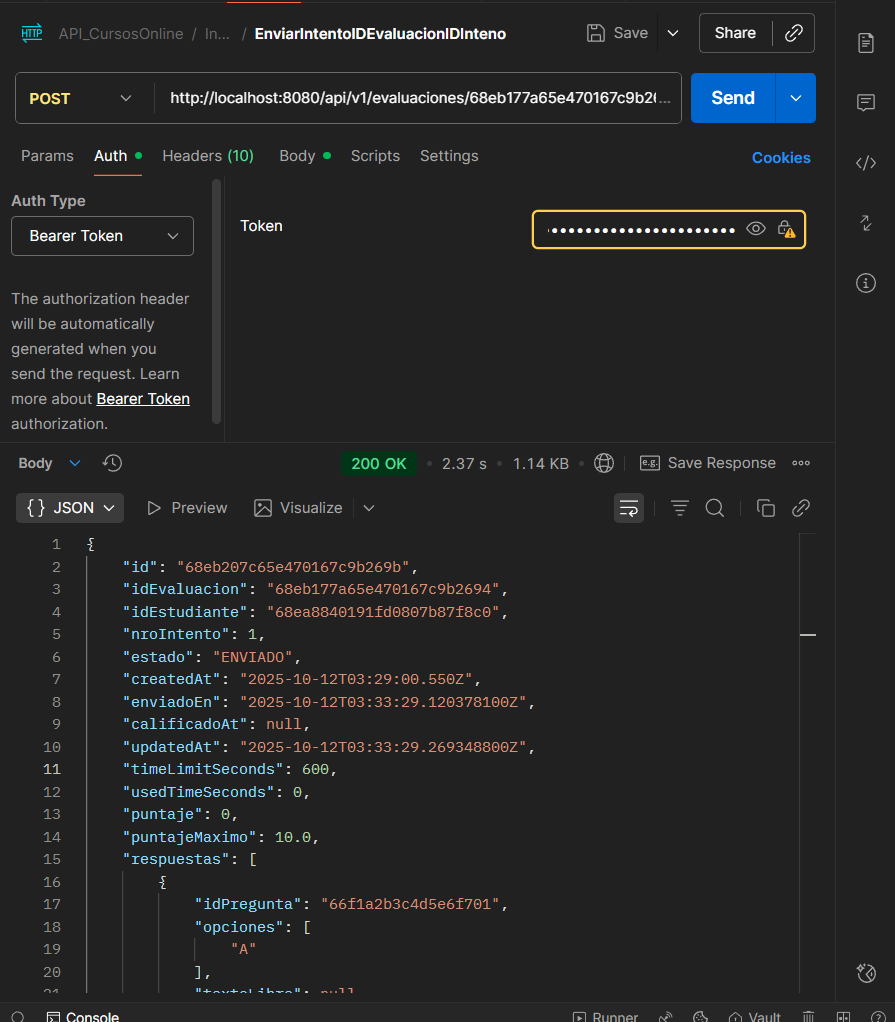 HTTP API_CursosOnline / In... / EnviarIntentoIDEvaluacionIDInteno Save Share
POST http://localhost:8080/api/v1/evaluaciones/68eb177a65e470167c9b2(... Send
Params Auth Headers (10) Body Scripts Settings Cookies
Auth Type
Bearer Token
Token
The authorization header
will be automatically
generated when you
send the request. Learn
more about Bearer Token
authorization.
Body 200 OK • 2.37 s • 1.14 KB • e.g. Save Response
{} JSON Preview Visualize
1 {
2 "id": "68eb207c65e470167c9b269b",
3 "idEvaluacion": "68eb177a65e470167c9b2694",
4 "idEstudiante": "68ea8840191fd0807b87f8c0",
5 "nroIntento": 1,
6 "estado": "ENVIADO",
7 "createdAt": "2025-10-12T03:29:00.550Z",
8 "enviadoEn": "2025-10-12T03:33:29.120378100Z",
9 "calificadoAt": null,
10 "updatedAt": "2025-10-12T03:33:29.269348800Z",
11 "timeLimitSeconds": 600,
12 "usedTimeSeconds": 0,
13 "puntaje": 0,
14 "puntajeMaximo": 10.0,
15 "respuestas": [
16 {
17 "idPregunta": "66f1a2b3c4d5e6f701",
18 "opciones": [
19 "A"
20 ],
21 "textoLibre": null
Console Runner Vault